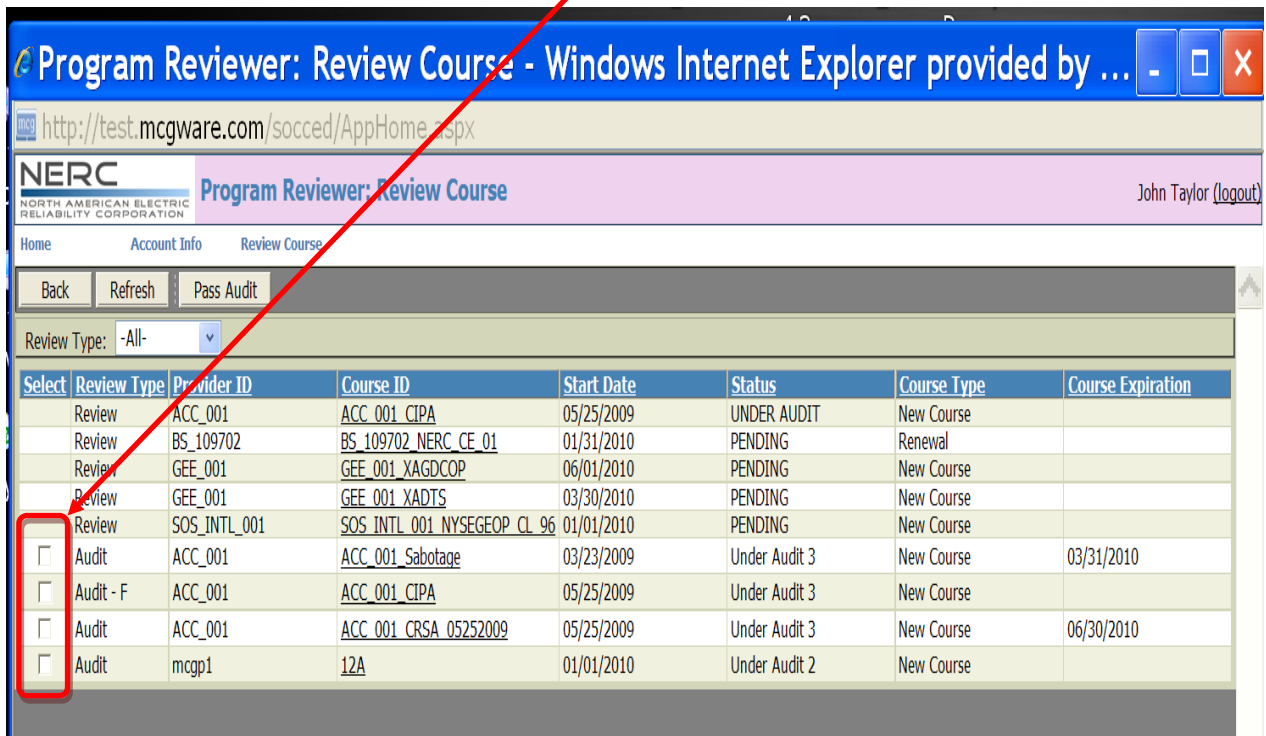 Program Reviewer: Review Course - Windows Internet Explorer provided by ...
http://test.mcgware.com/socced/AppHome.aspx
NERC
NORTH AMERICAN ELECTRIC
RELIABILITY CORPORATION
Program Reviewer: Review Course
John Taylor (logout)
Home Account Info Review Course
Back Refresh Pass Audit
Review Type: -All-
Select Review Type Provider ID Course ID Start Date Status Course Type Course Expiration
Review ACC_001 ACC_001_CIPA 05/25/2009 UNDER AUDIT New Course
Review BS_109702 BS_109702_NERC_CE_01 01/31/2010 PENDING Renewal
Review GEE_001 GEE_001_XAGDCOP 06/01/2010 PENDING New Course
Review GEE_001 GEE_001_XADTS 03/30/2010 PENDING New Course
Review SOS_INTL_001 SOS_INTL_001_NYSEGEOP_CL_96 01/01/2010 PENDING New Course
Audit ACC_001 ACC_001_Sabotage 03/23/2009 Under Audit 3 New Course 03/31/2010
Audit - F ACC_001 ACC_001_CIPA 05/25/2009 Under Audit 3 New Course
Audit ACC_001 ACC_001_CRSA_05252009 05/25/2009 Under Audit 3 New Course 06/30/2010
Audit mcgp1 12A 01/01/2010 Under Audit 2 New Course